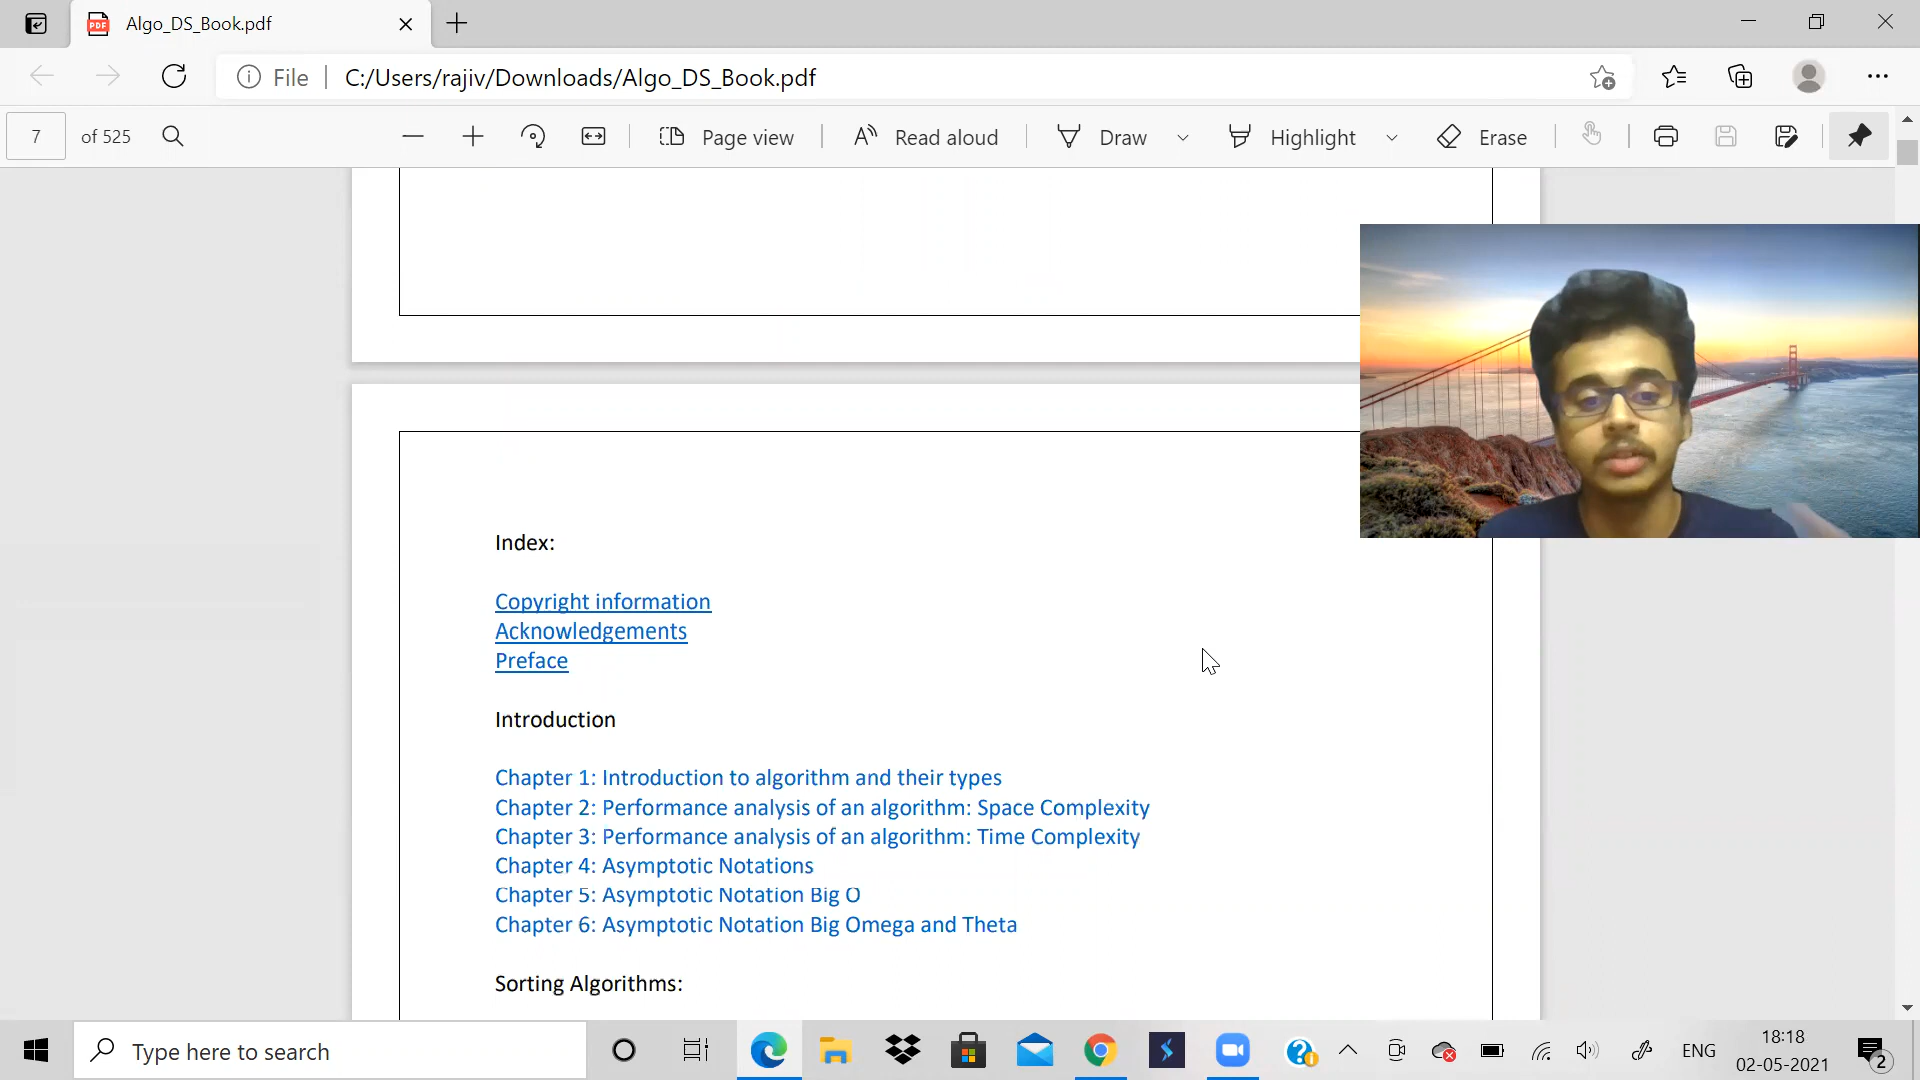 Algo_DS_Book.pdf
File
C:/Users/rajiv/Downloads/Algo_DS_Book.pdf
7 of 525
Page view
Read aloud
Draw
Highlight
Erase
Index:
Copyright information
Acknowledgements
Preface
Introduction
Chapter 1: Introduction to algorithm and their types
Chapter 2: Performance analysis of an algorithm: Space Complexity
Chapter 3: Performance analysis of an algorithm: Time Complexity
Chapter 4: Asymptotic Notations
Chapter 5: Asymptotic Notation Big O
Chapter 6: Asymptotic Notation Big Omega and Theta
Sorting Algorithms:
Type here to search
ENG
18:18
02-05-2021
2